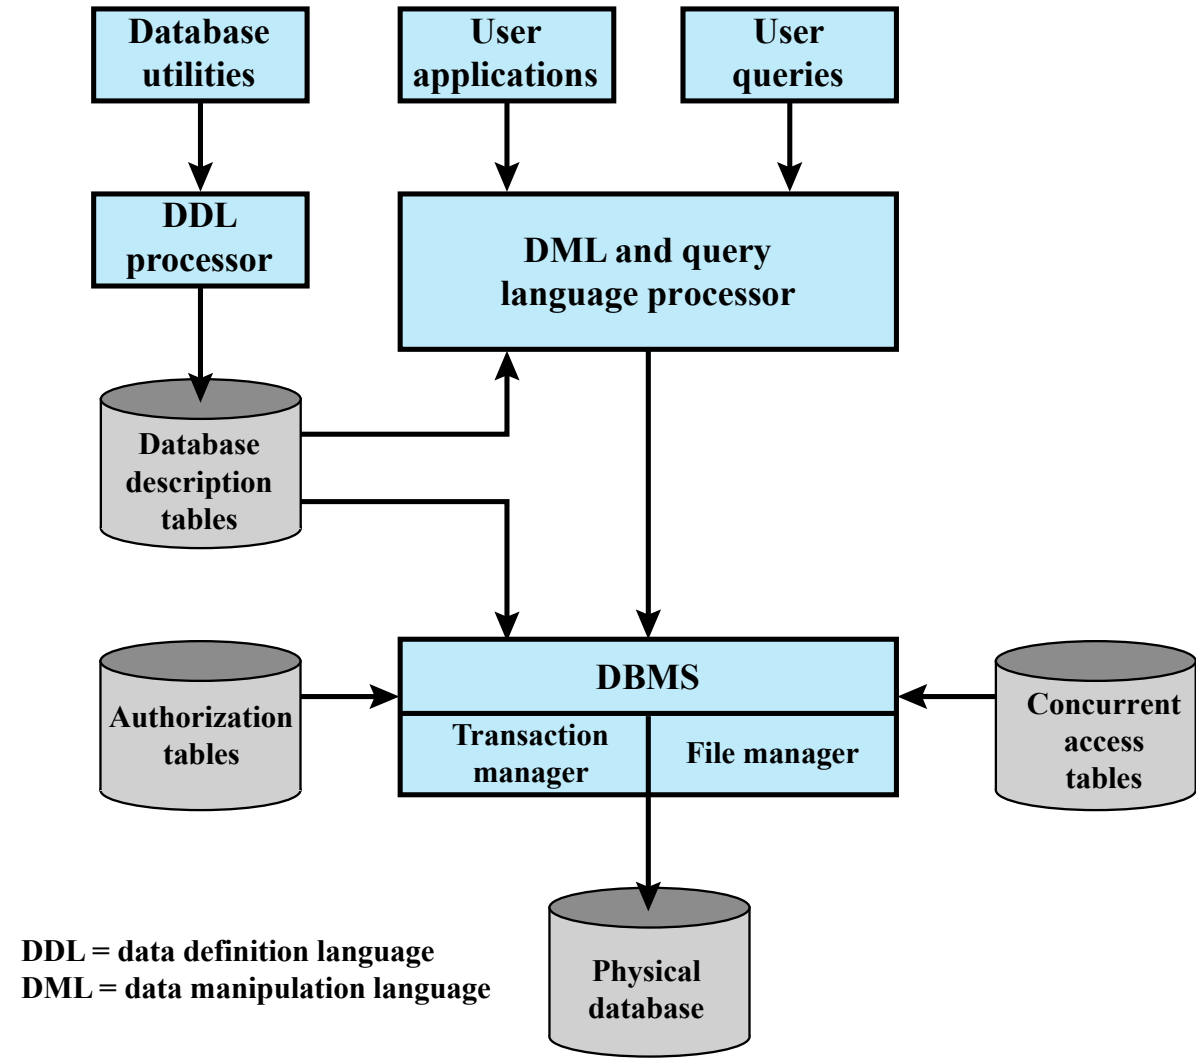 Database
utilities
User
applications
User
queries
DDL
processor
DML and query
language processor
Database
description
tables
Authorization
tables
DBMS
Transaction
manager
File manager
Concurrent
access
tables
Physical
database
DDL = data definition language
DML = data manipulation language